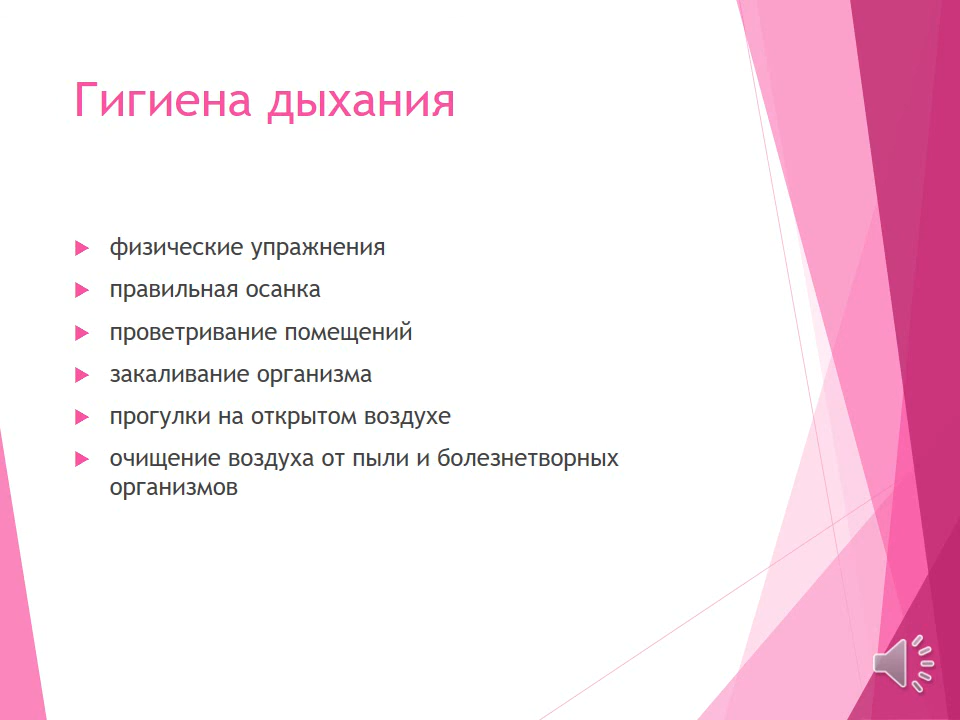 Гигиена дыхания
физические упражнения
правильная осанка
проветривание помещений
закаливание организма
прогулки на открытом воздухе
очищение воздуха от пыли и болезнетворных
организмов